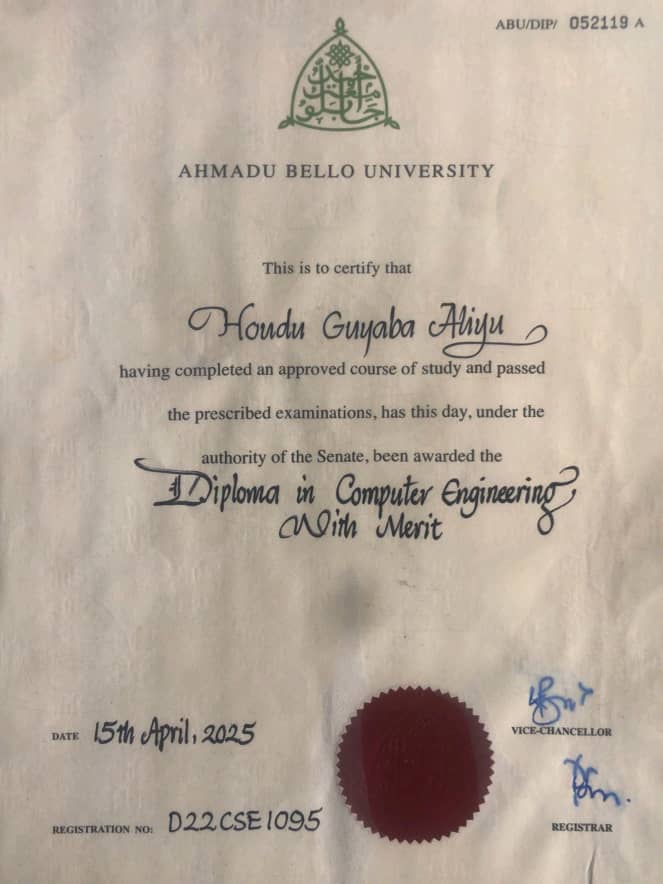 ABU/DIP/ 052119 A
AHMADU BELLO UNIVERSITY
This is to certify that
Houdu Guyaba Aliyu
having completed an approved course of study and passed
the prescribed examinations, has this day, under the
authority of the Senate, been awarded the
Diploma in Computer Engineering
With Merit
DATE 15th April, 2025
VICE-CHANCELLOR
REGISTRATION NO: D22CSE1095
REGISTRAR